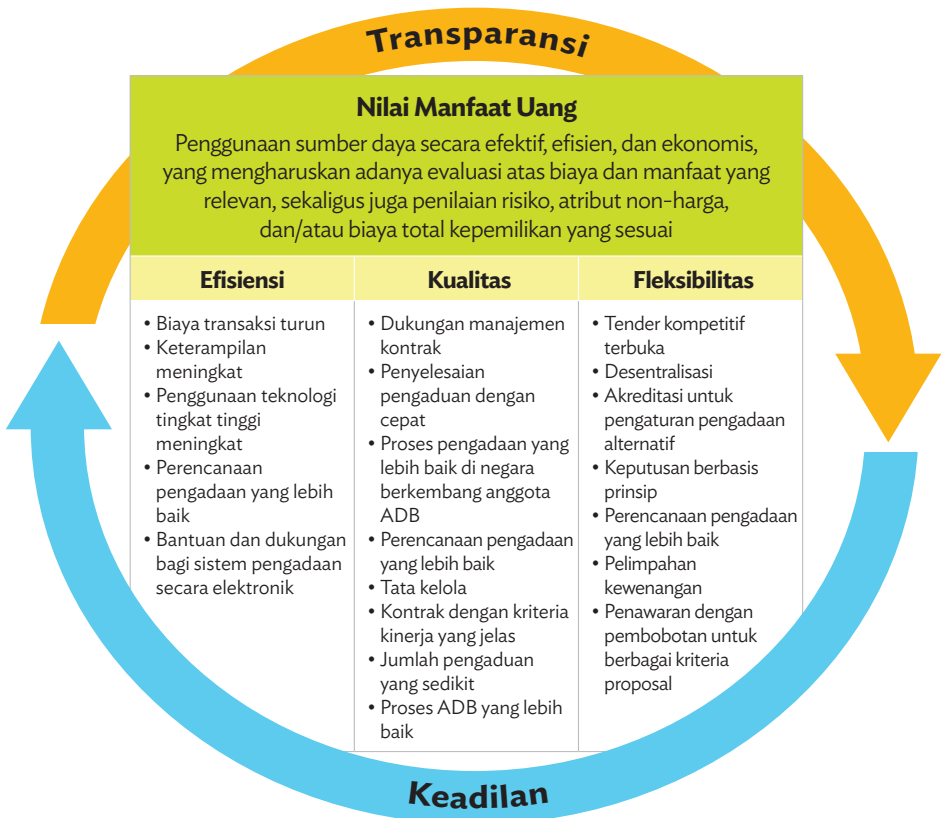 Transparansi
Nilai Manfaat Uang
Penggunaan sumber daya secara efektif, efisien, dan ekonomis,
yang mengharuskan adanya evaluasi atas biaya dan manfaat yang
relevan, sekaligus juga penilaian risiko, atribut non-harga,
dan/atau biaya total kepemilikan yang sesuai
Efisiensi
• Biaya transaksi turun
• Keterampilan
meningkat
• Penggunaan teknologi
tingkat tinggi
meningkat
• Perencanaan
pengadaan yang lebih
baik
• Bantuan dan dukungan
bagi sistem pengadaan
secara elektronik
Kualitas
• Dukungan manajemen
kontrak
• Penyelesaian
pengaduan dengan
cepat
• Proses pengadaan yang
lebih baik di negara
berkembang anggota
ADB
• Perencanaan pengadaan
yang lebih baik
• Tata kelola
• Kontrak dengan kriteria
kinerja yang jelas
• Jumlah pengaduan
yang sedikit
• Proses ADB yang lebih
baik
Fleksibilitas
• Tender kompetitif
terbuka
• Desentralisasi
• Akreditasi untuk
pengaturan pengadaan
alternatif
• Keputusan berbasis
prinsip
• Perencanaan pengadaan
yang lebih baik
• Pelimpahan
kewenangan
• Penawaran dengan
pembobotan untuk
berbagai kriteria
proposal
Keadilan